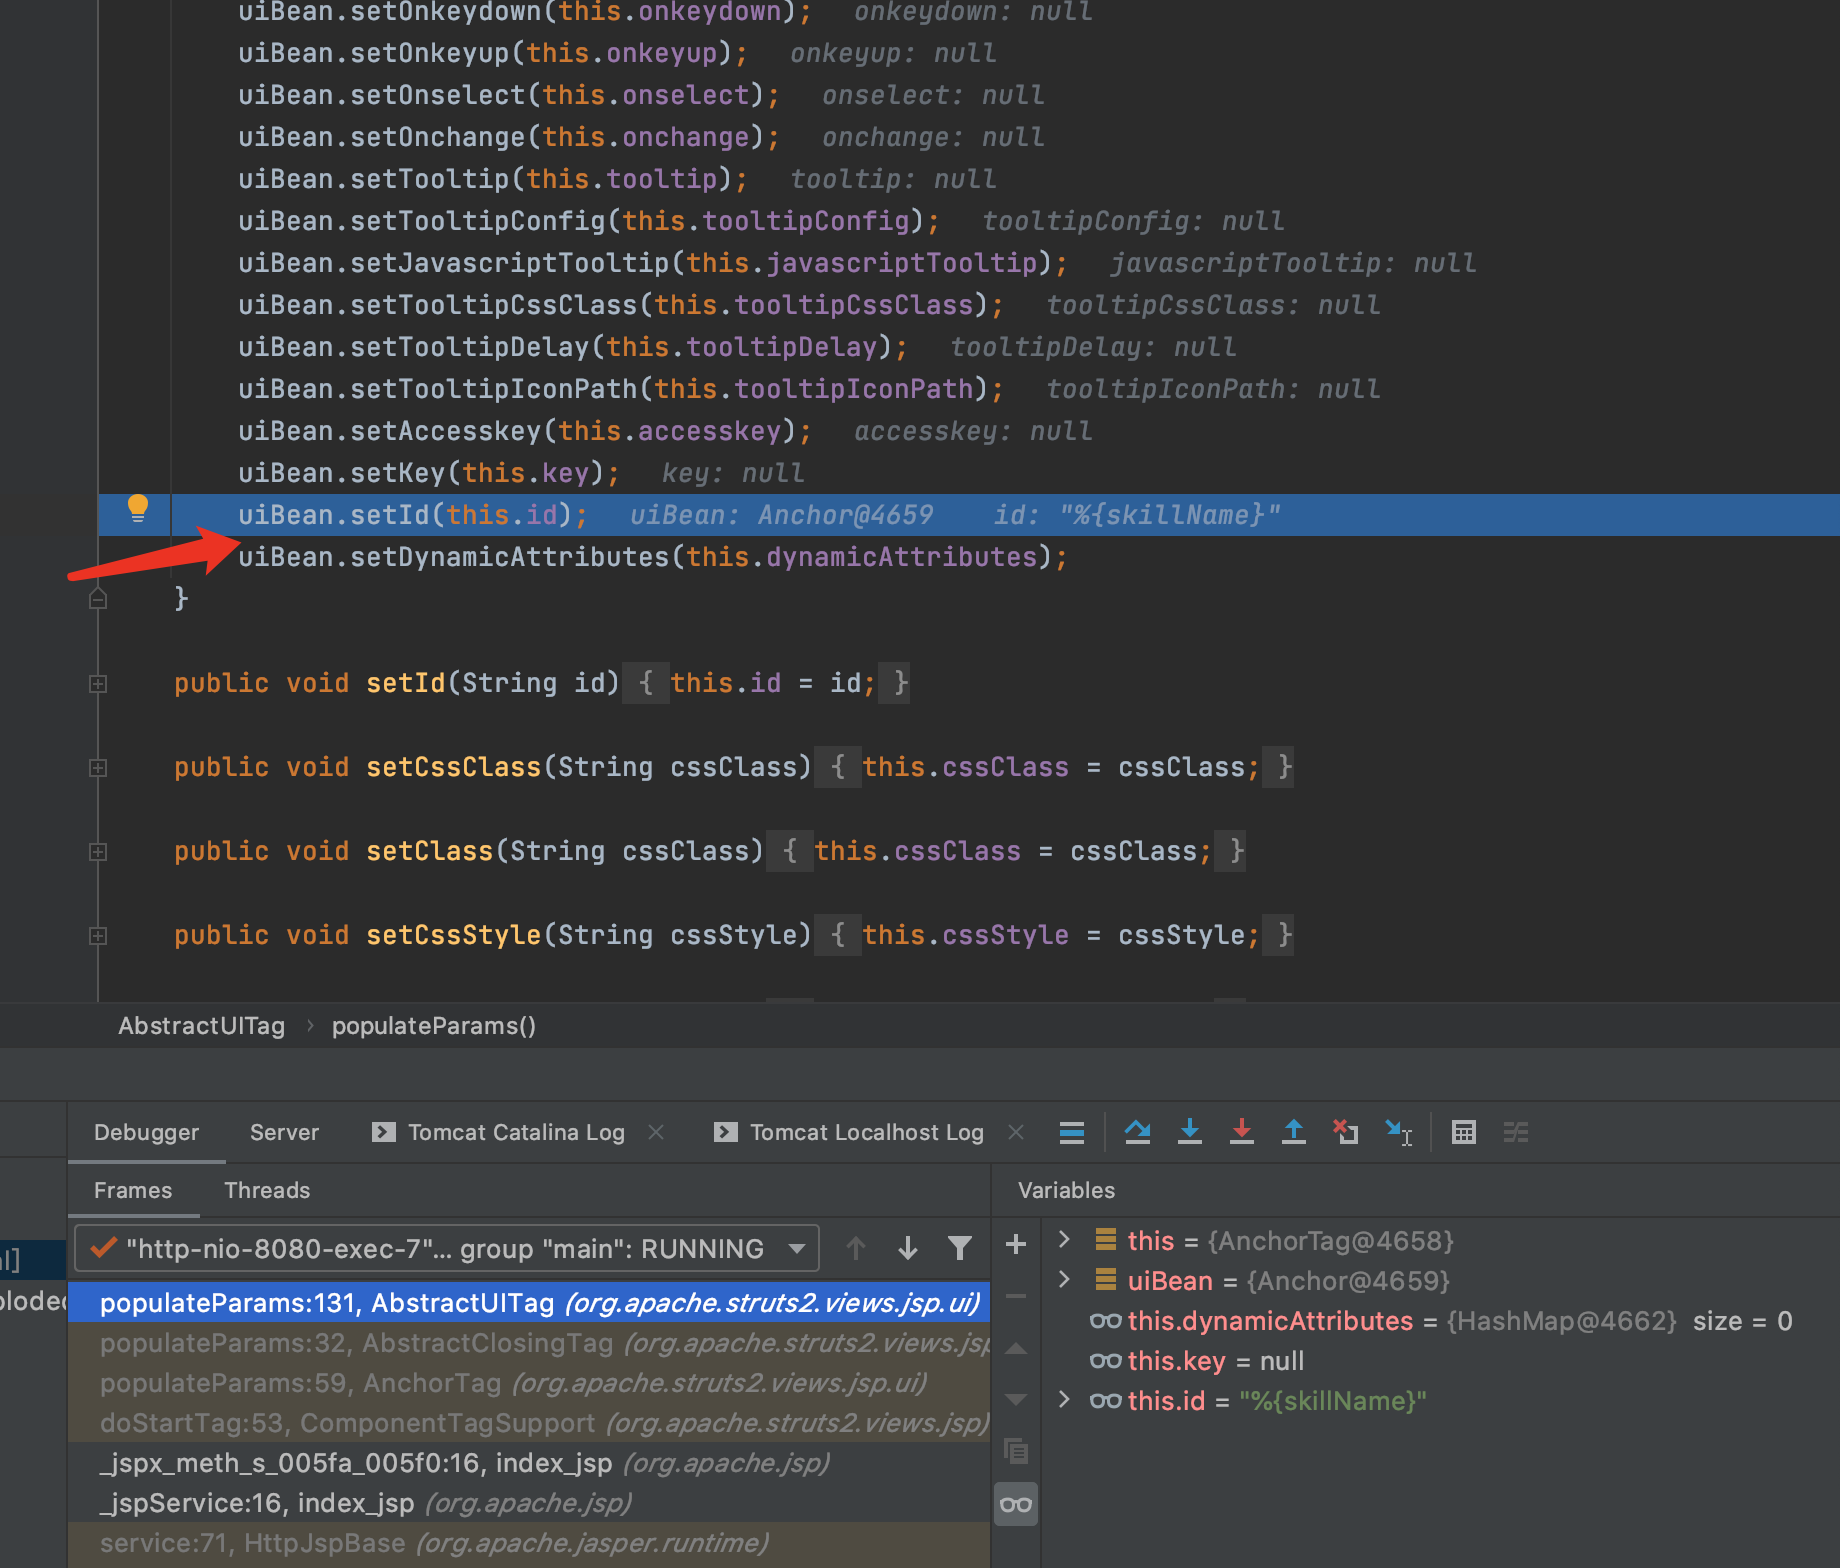 uiBean.setOnkeydown(this.onkeydown); onkeydown: null
uiBean.setOnkeyup(this.onkeyup); onkeyup: null
uiBean.setOnselect(this.onselect); onselect: null
uiBean.setOnchange(this.onchange); onchange: null
uiBean.setTooltip(this.tooltip); tooltip: null
uiBean.setTooltipConfig(this.tooltipConfig); tooltipConfig: null
uiBean.setJavascriptTooltip(this.javascriptTooltip); javascriptTooltip: null
uiBean.setTooltipCssClass(this.tooltipCssClass); tooltipCssClass: null
uiBean.setTooltipDelay(this.tooltipDelay); tooltipDelay: null
uiBean.setTooltipIconPath(this.tooltipIconPath); tooltipIconPath: null
uiBean.setAccesskey(this.accesskey); accesskey: null
uiBean.setKey(this.key); key: null
uiBean.setId(this.id); uiBean: Anchor@4659 id: "%{skillName}"
uiBean.setDynamicAttributes(this.dynamicAttributes);
}
public void setId(String id) { this.id = id; }
public void setCssClass(String cssClass) { this.cssClass = cssClass; }
public void setClass(String cssClass) { this.cssClass = cssClass; }
public void setCssStyle(String cssStyle) { this.cssStyle = cssStyle; }
AbstractUITag › populateParams()
Debugger Server Tomcat Catalina Log Tomcat Localhost Log
Frames Threads
Variables
"http-nio-8080-exec-7"... group "main": RUNNING
populateParams:131, AbstractUITag (org.apache.struts2.views.jsp.ui)
populateParams:32, AbstractClosingTag (org.apache.struts2.views.jsp
populateParams:59, AnchorTag (org.apache.struts2.views.jsp.ui)
doStartTag:53, ComponentTagSupport (org.apache.struts2.views.jsp)
_jspx_meth_s_005fa_005f0:16, index_jsp (org.apache.jsp)
_jspService:16, index_jsp (org.apache.jsp)
service:71, HttpJspBase (org.apache.jasper.runtime)
this = {AnchorTag@4658}
uiBean = {Anchor@4659}
this.dynamicAttributes = {HashMap@4662} size = 0
this.key = null
this.id = "%{skillName}"